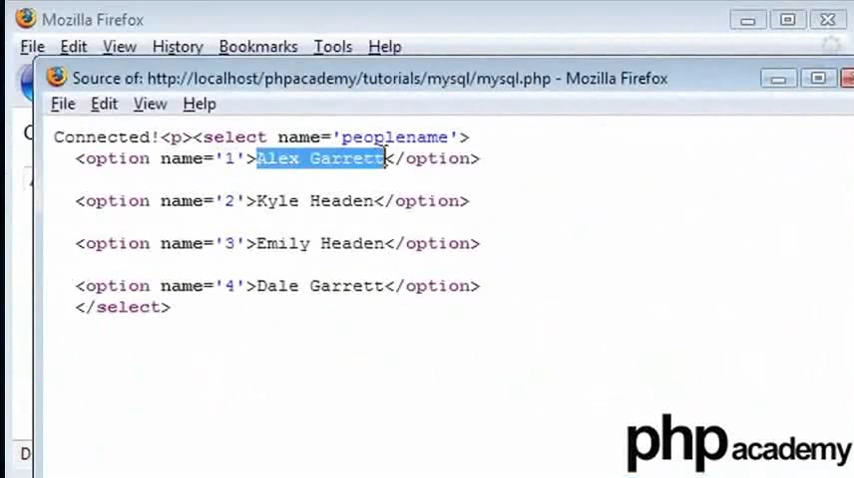 Mozilla Firefox
File Edit View History Bookmarks Tools Help
Source of: http://localhost/phpacademy/tutorials/mysql/mysql.php - Mozilla Firefox
File Edit View Help
Connected!<p><select name='peoplename'>
<option name='1'>Alex Garrett</option>
<option name='2'>Kyle Headen</option>
<option name='3'>Emily Headen</option>
<option name='4'>Dale Garrett</option>
</select>
php academy